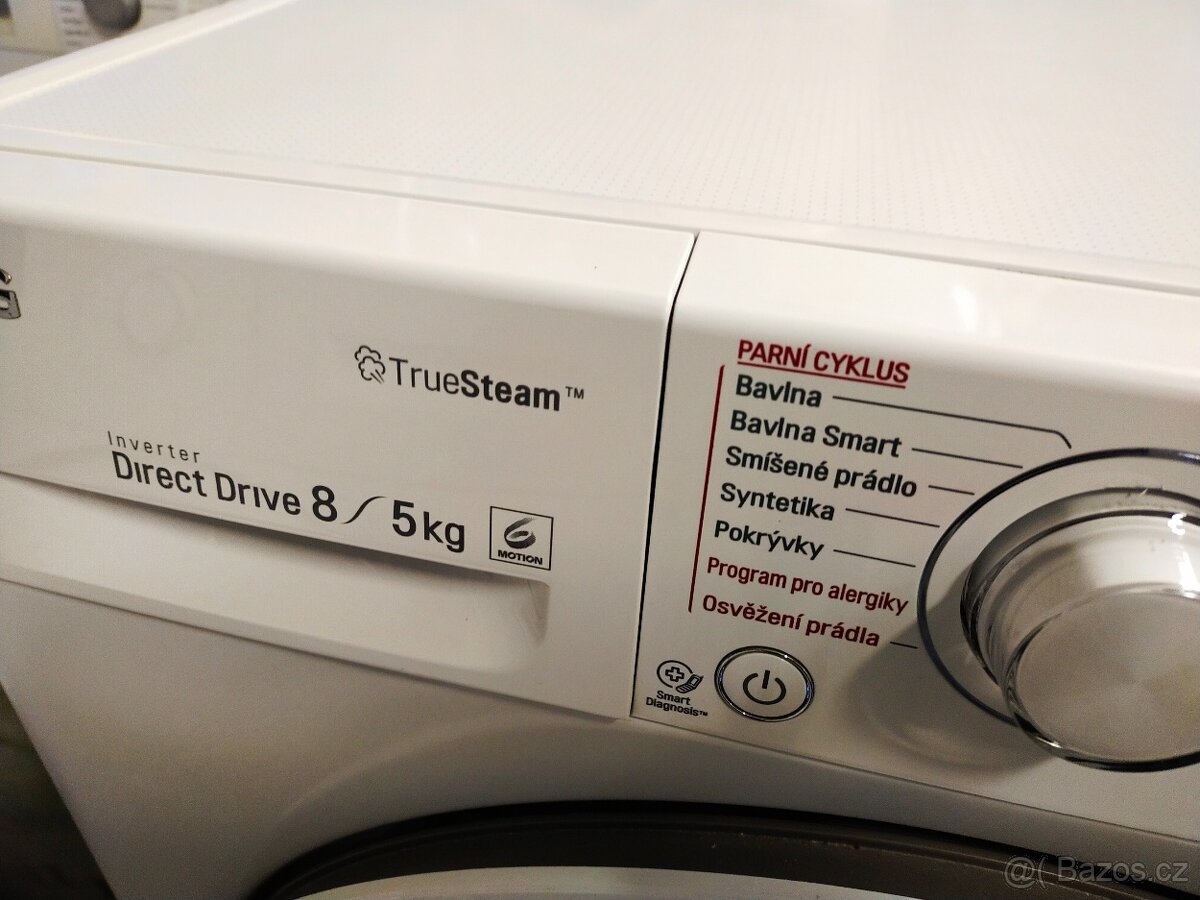 TrueSteam™
Inverter
Direct Drive 8/5kg
6 MOTION
PARNÍ CYKLUS
Bavlna
Bavlna Smart
Smíšené prádlo
Syntetika
Pokrývky
Program pro alergiky
Osvěžení prádla
Smart
Diagnosis™
@( Bazos.cz